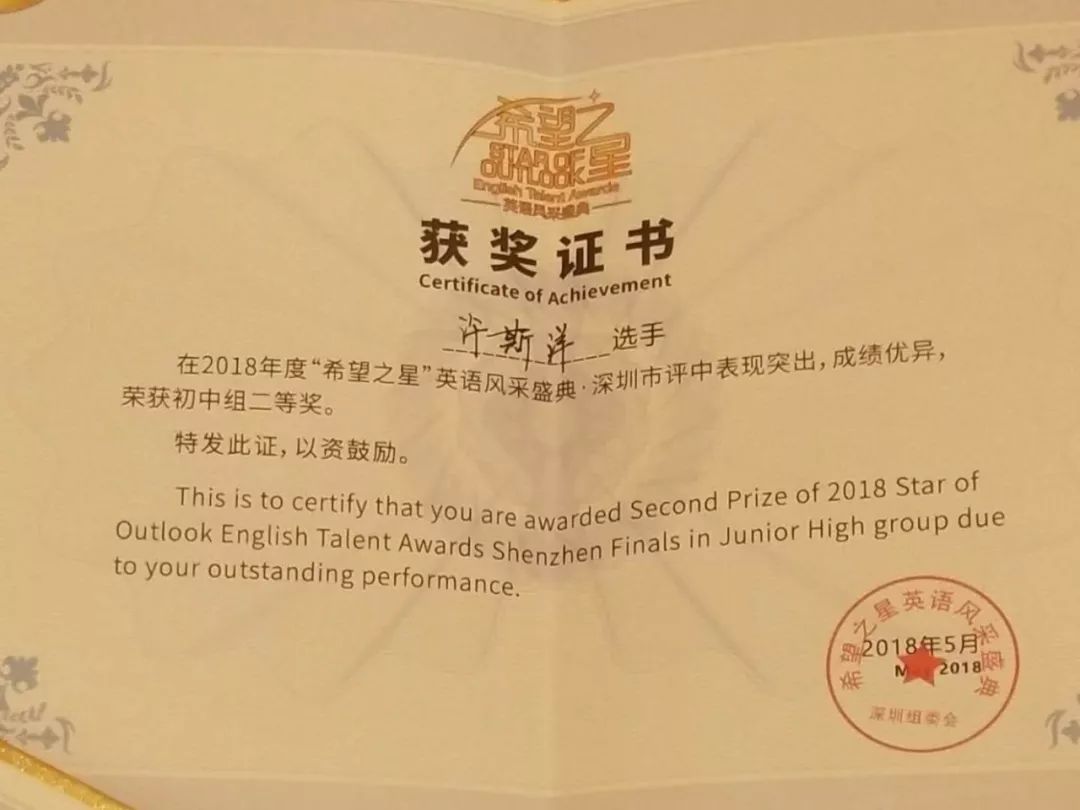 希望之星
STAR OF
OUTLOOK
English Talent Awards
英语风采盛典
获奖证书
Certificate of Achievement
许斯洋选手
在2018年度“希望之星”英语风采盛典·深圳市评中表现突出，成绩优异，
荣获初中组二等奖。
特发此证，以资鼓励。
This is to certify that you are awarded Second Prize of 2018 Star of
Outlook English Talent Awards Shenzhen Finals in Junior High group due
to your outstanding performance.
希望之星英语风采盛典
2018年5月
May 2018
深圳组委会